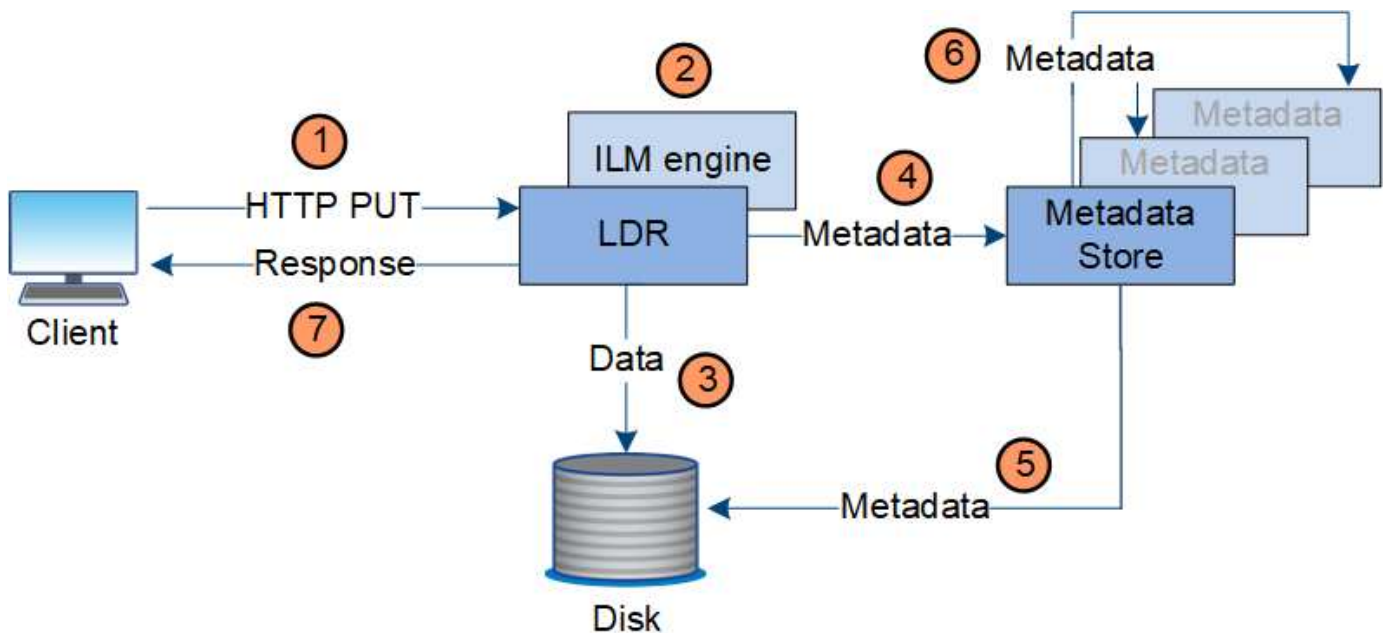 6
Metadata
2
Metadata
1
ILM engine
Metadata
4
HTTP PUT
LDR
Metadata
Metadata
Store
Response
Client
7
Data
3
5
Metadata
Disk